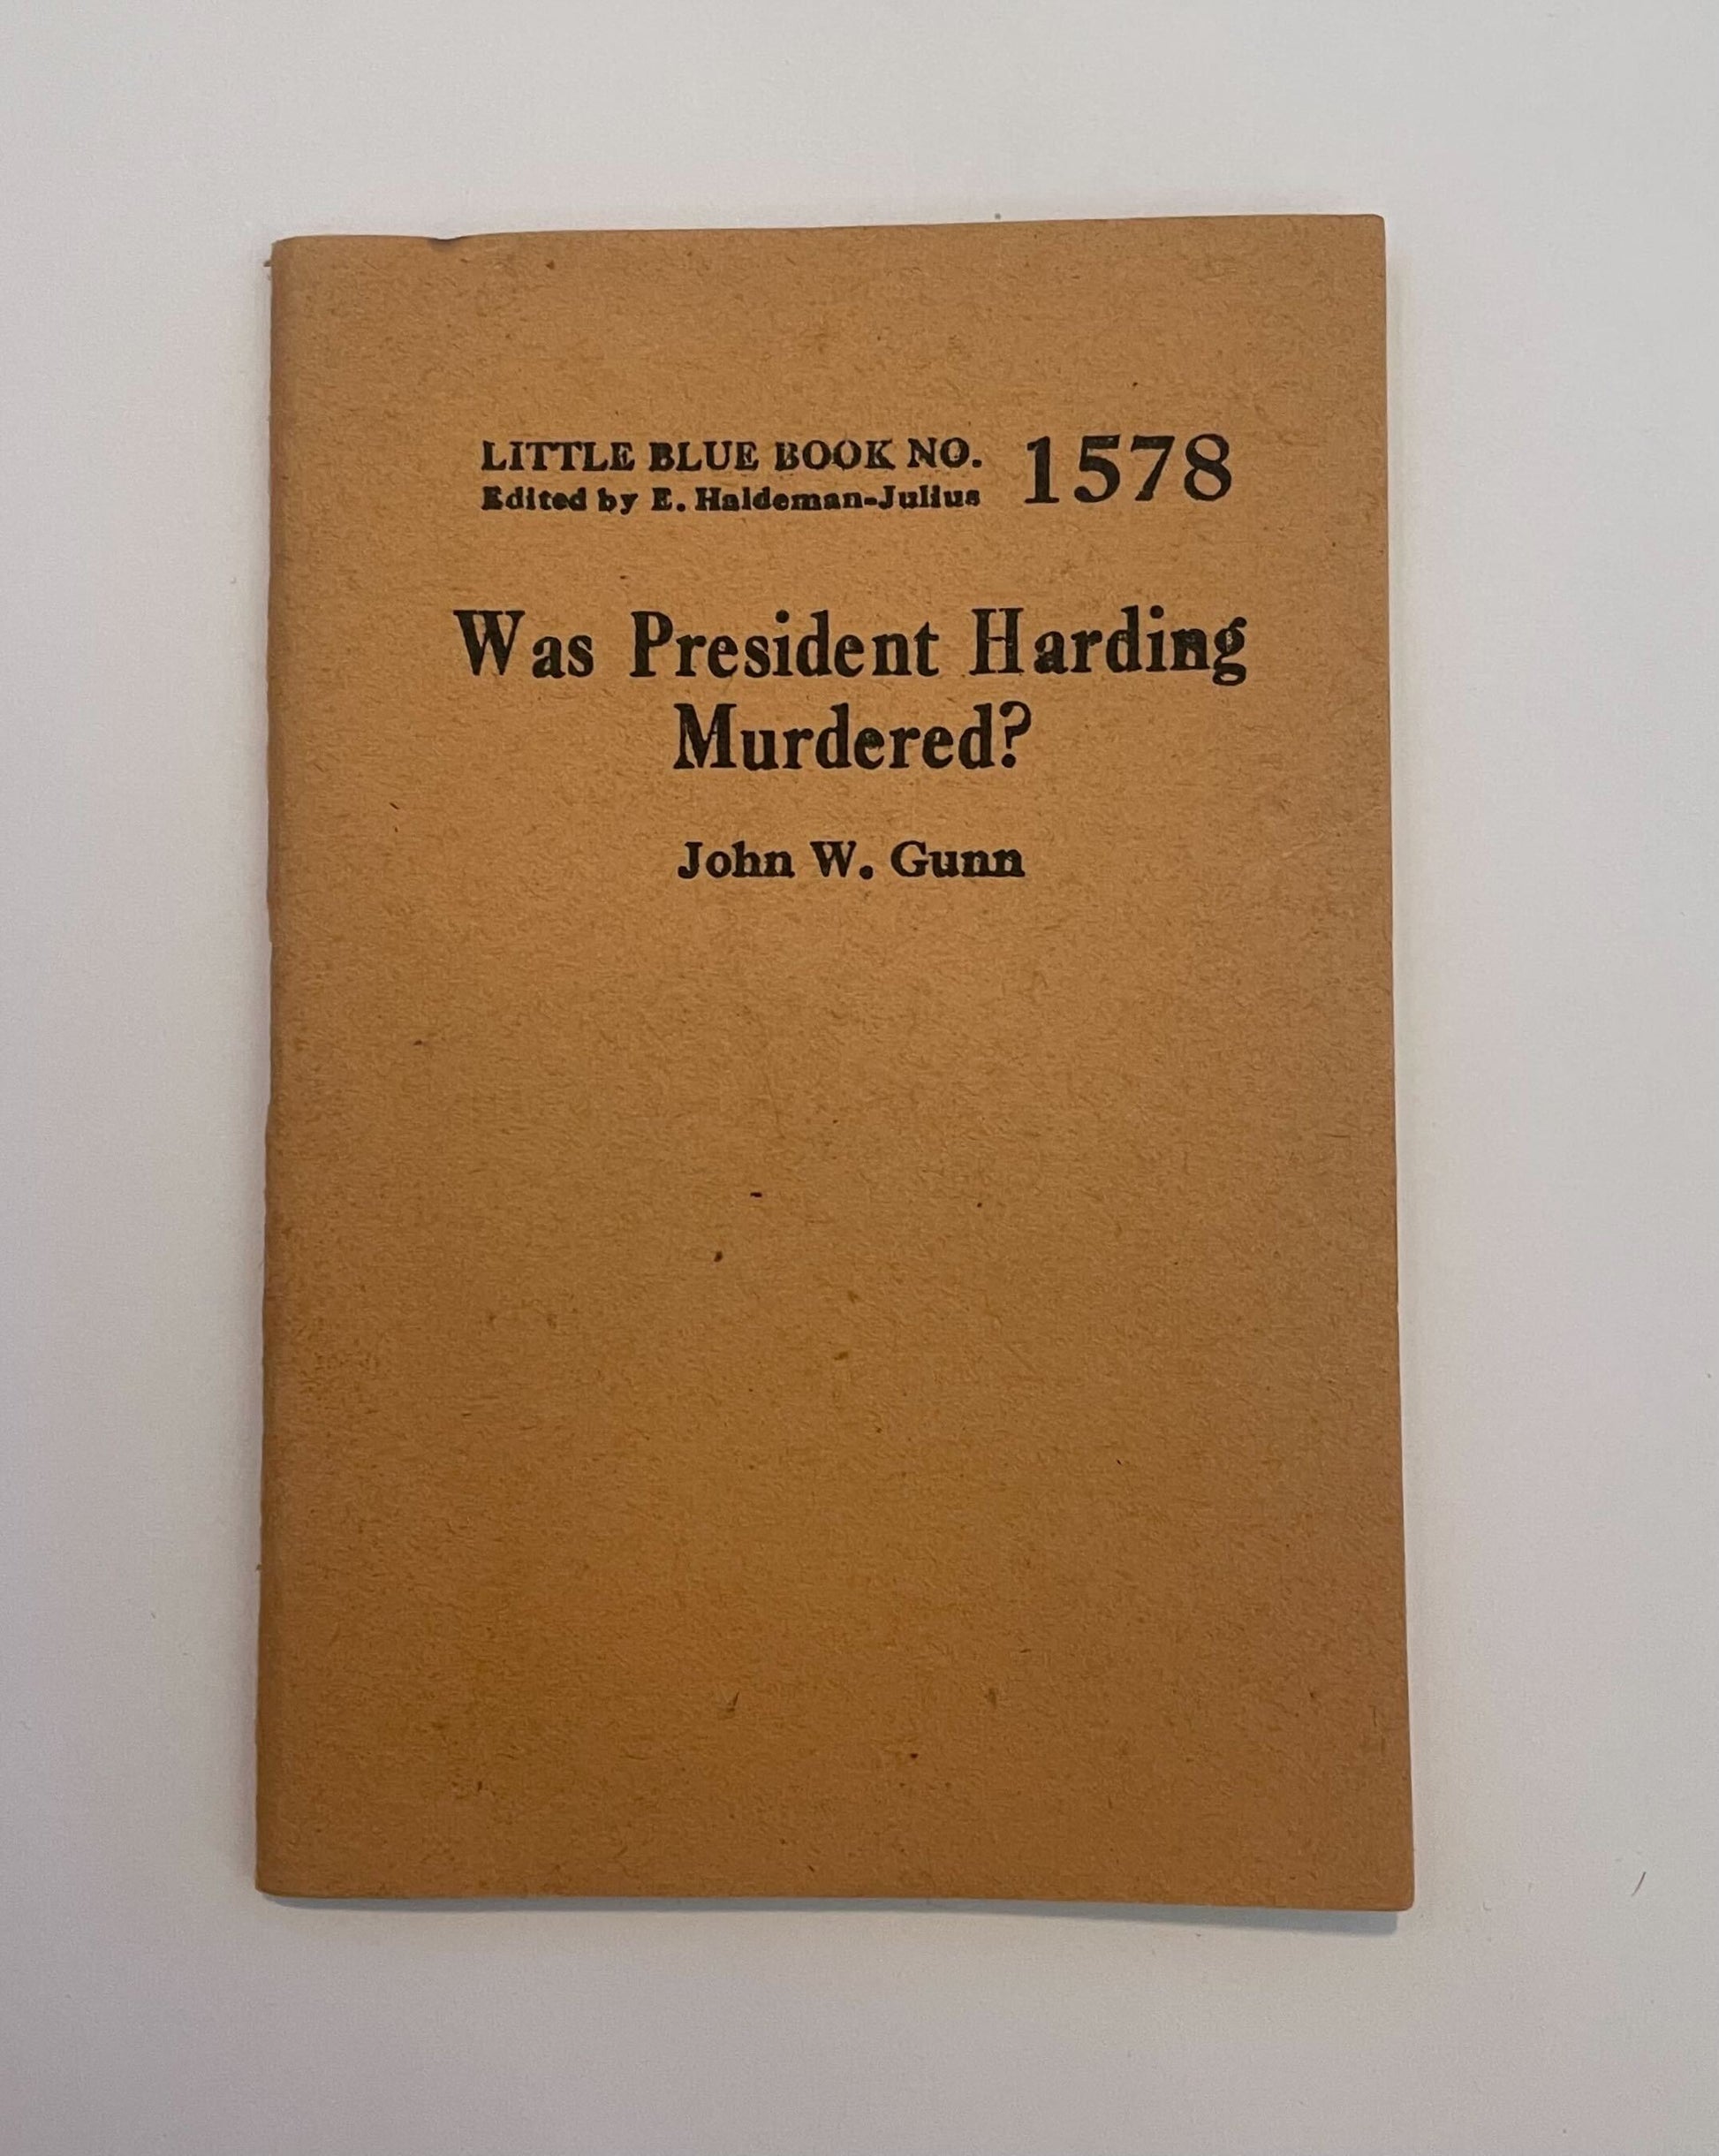 LITTLE BLUE BOOK NO. 1578
Edited by E. Haldeman-Julius
Was President Harding
Murdered?
John W. Gunn